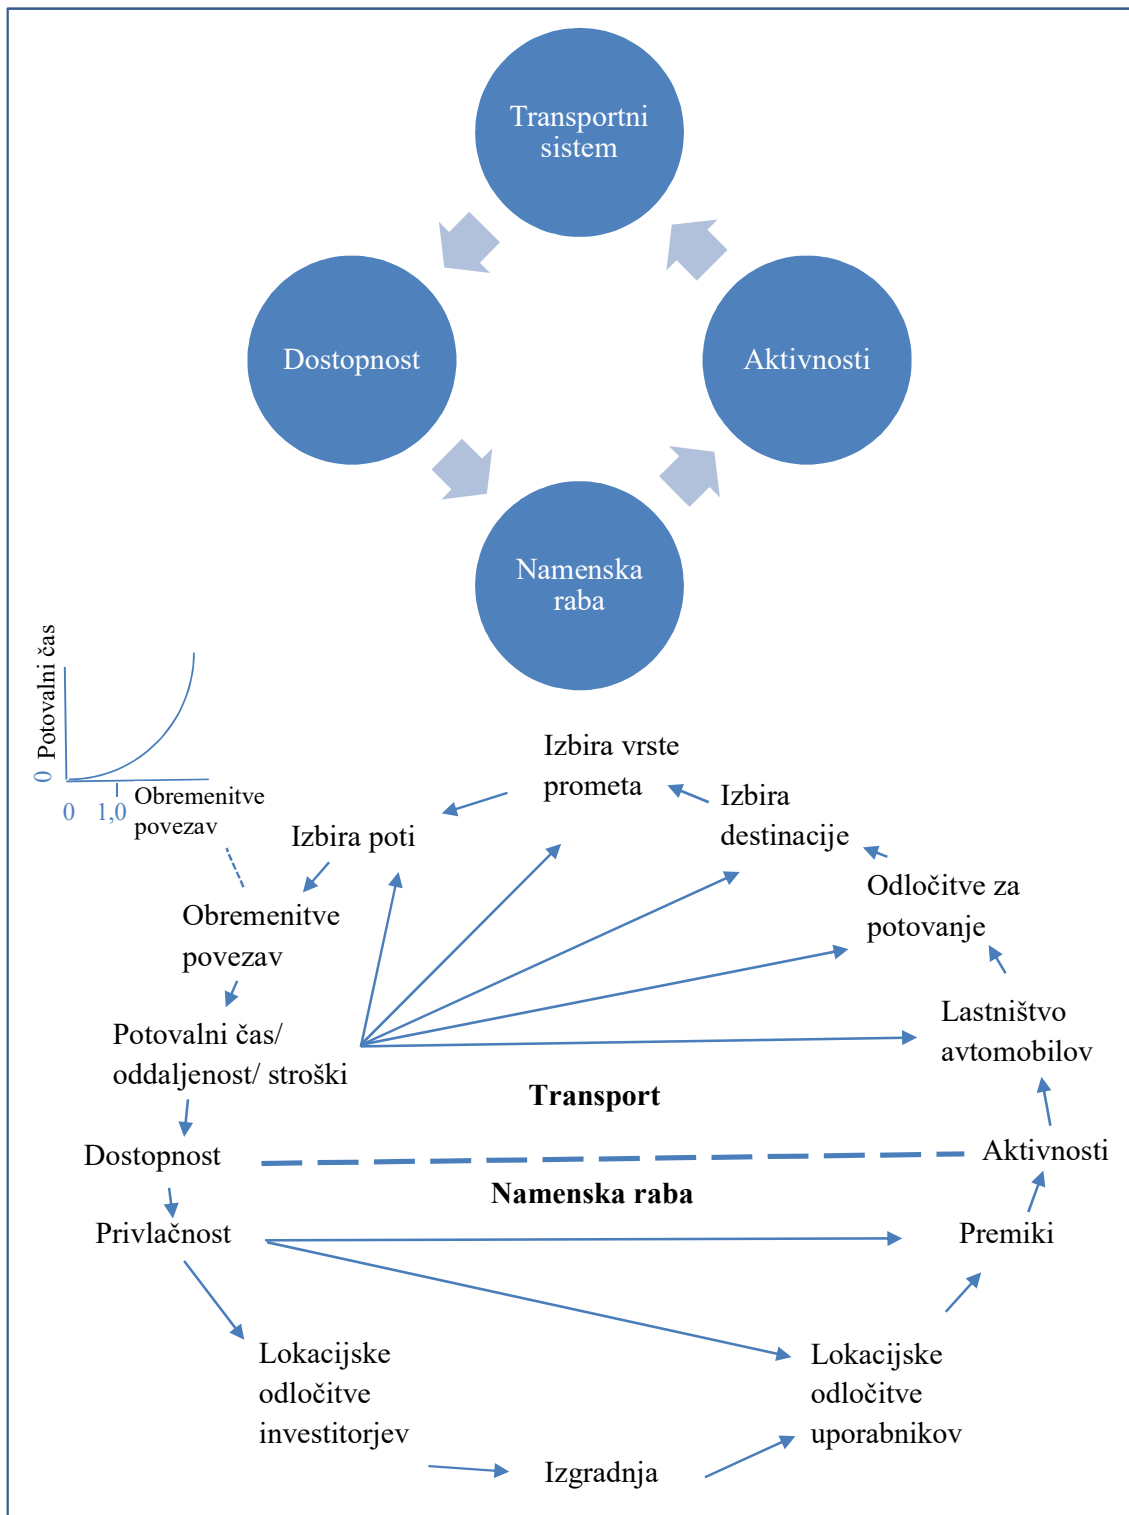 Transportni
sistem
Dostopnost
Aktivnosti
Namenska
raba
Potovalni čas
0
0
1,0
Obremenitve
povezav
Izbira vrste
prometa
Izbira
destinacije
Izbira poti
Odločitve za
potovanje
Obremenitve
povezav
Lastništvo
avtomobilov
Potovalni čas/
oddaljenost/ stroški
Transport
Dostopnost
Aktivnosti
Namenska raba
Privlačnost
Premiki
Lokacijske
odločitve
investitorjev
Lokacijske
odločitve
uporabnikov
Izgradnja